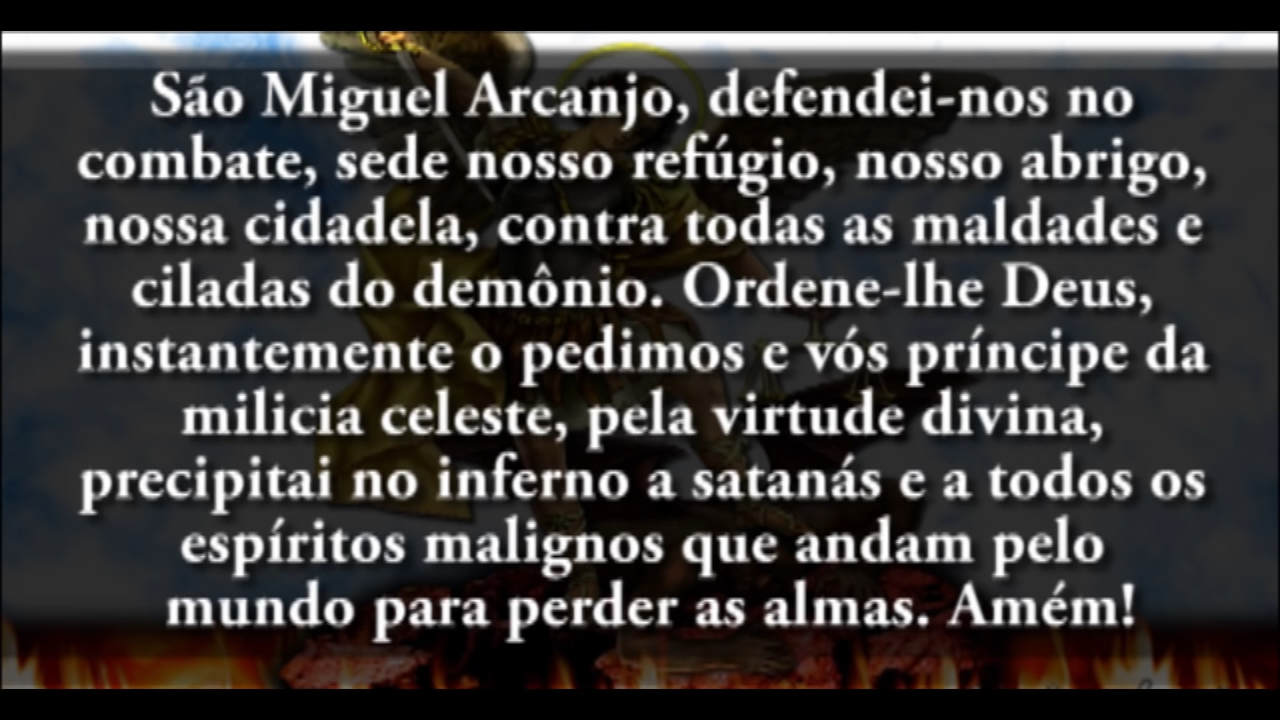 São Miguel Arcanjo, defendei-nos no
combate, sede nosso refúgio, nosso abrigo,
nossa cidadela, contra todas as maldades e
ciladas do demônio. Ordene-lhe Deus,
instantemente o pedimos e vós príncipe da
milicia celeste, pela virtude divina,
precipitai no inferno a satanás e a todos os
espíritos malignos que andam pelo
mundo para perder as almas. Amém!